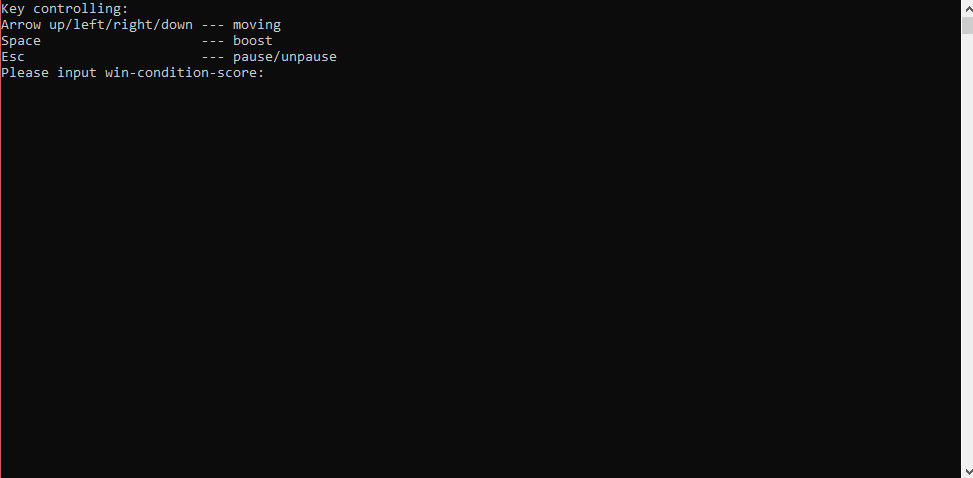 Key controlling:
Arrow up/left/right/down --- moving
Space                    --- boost
Esc                      --- pause/unpause
Please input win-condition-score: